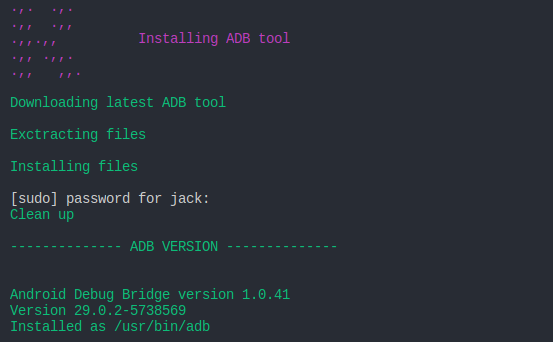 .,.  .,.
.,,  .,,
.,,.,,          Installing ADB tool
.,, .,,.
.,,   ,,.
Downloading latest ADB tool
Exctracting files
Installing files
[sudo] password for jack:
Clean up
-------------- ADB VERSION --------------
Android Debug Bridge version 1.0.41
Version 29.0.2-5738569
Installed as /usr/bin/adb